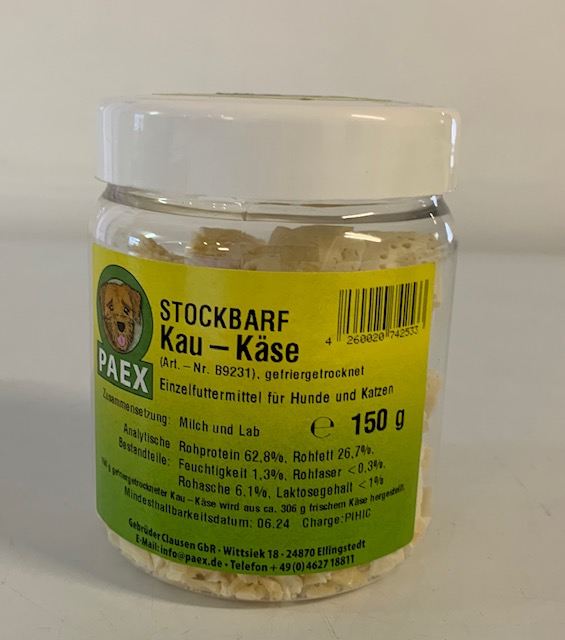 PAEX
STOCKBARF
Kau – Käse
(Art. – Nr. B9231), gefriergetrocknet
Einzelfuttermittel für Hunde und Katzen
4 260020 742533
Zusammensetzung: Milch und Lab
℮ 150 g
Analytische Rohprotein 62,8%, Rohfett 26,7%,
Bestandteile: Feuchtigkeit 1,3%, Rohfaser <0,3%,
Rohasche 6,1%, Laktosegehalt <1%
100 g gefriergetrockneter Kau – Käse wird aus ca. 306 g frischem Käse hergestellt.
Mindesthaltbarkeitsdatum: 06.24 Charge:PIHIC
Gebrüder Clausen GbR · Wittsiek 18 · 24870 Ellingstedt
E-Mail: info@paex.de · Telefon +49 (0) 4627 18811